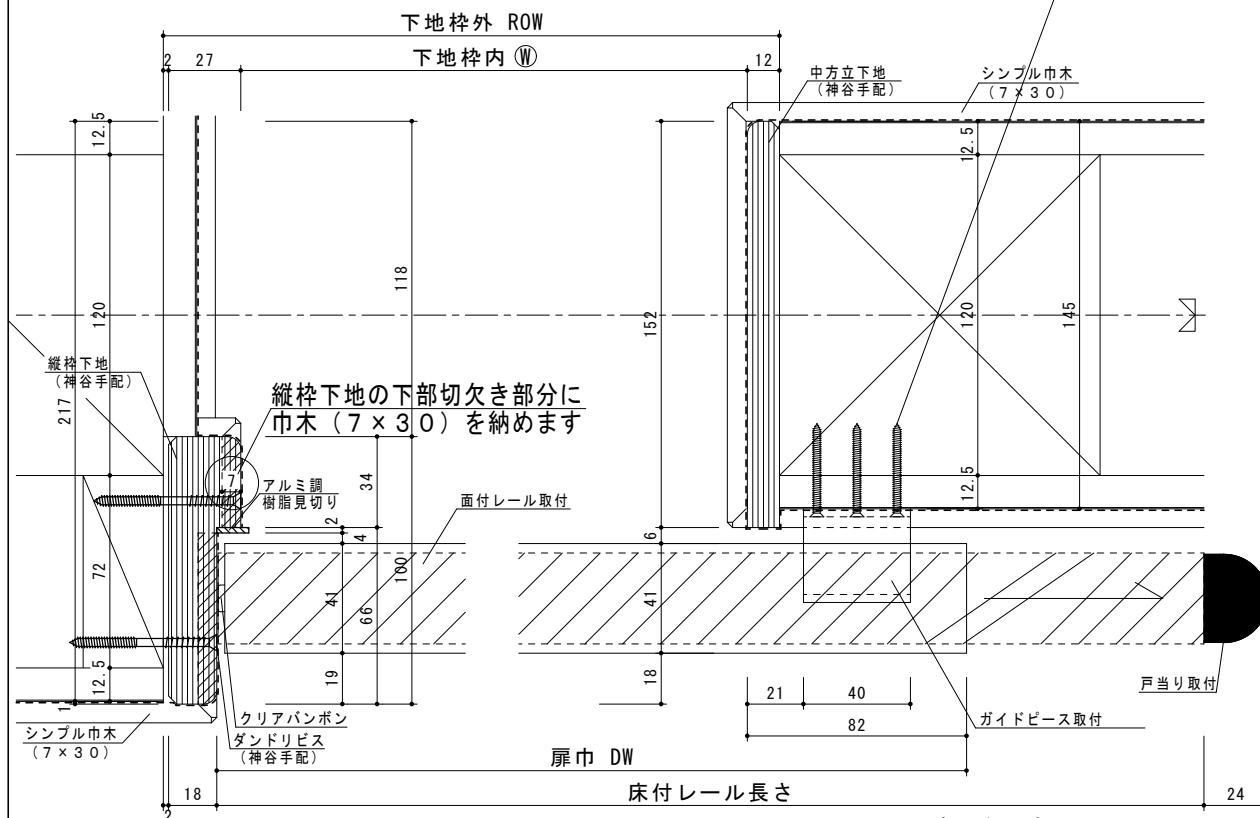 下地枠外 ROW
2
27
下地枠内 Ⓦ
12
中方立下地
(神谷手配)
シンプル巾木
(7×30)
12.5
12.5
118
120
152
120
145
縦枠下地
(神谷手配)
217
縦枠下地の下部切欠き部分に
巾木(7×30)を納めます
7
アルミ調
樹脂見切り
34
面付レール取付
12.5
2
4
6
72
100
41
66
41
12.5
19
18
1
21
40
戸当り取付
シンプル巾木
(7×30)
クリアバンポン
ダンドリビス
(神谷手配)
82
ガイドピース取付
扉巾 DW
18
床付レール長さ
24
2